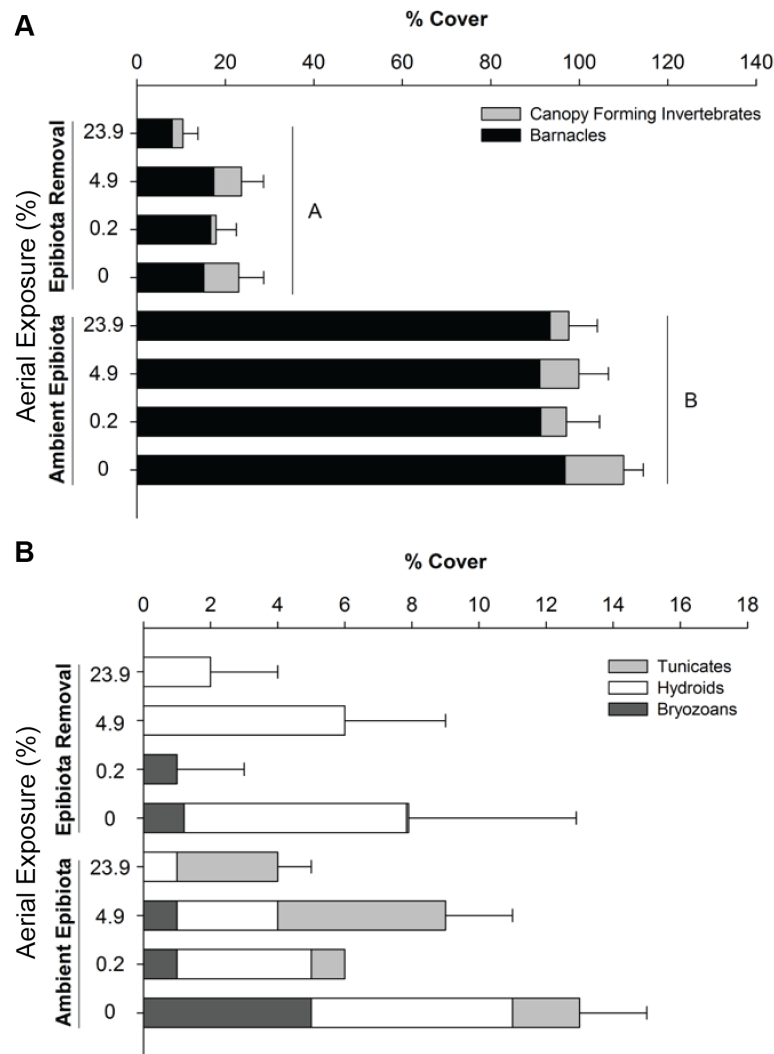 A
% Cover
0 20 40 60 80 100 120 140
Canopy Forming Invertebrates
Barnacles
Aerial Exposure (%)
Epibiota Removal
23.9
4.9
0.2
0
A
Ambient Epibiota
23.9
4.9
0.2
0
B
B
% Cover
0 2 4 6 8 10 12 14 16 18
Tunicates
Hydroids
Bryozoans
Aerial Exposure (%)
Epibiota Removal
23.9
4.9
0.2
0
Ambient Epibiota
23.9
4.9
0.2
0